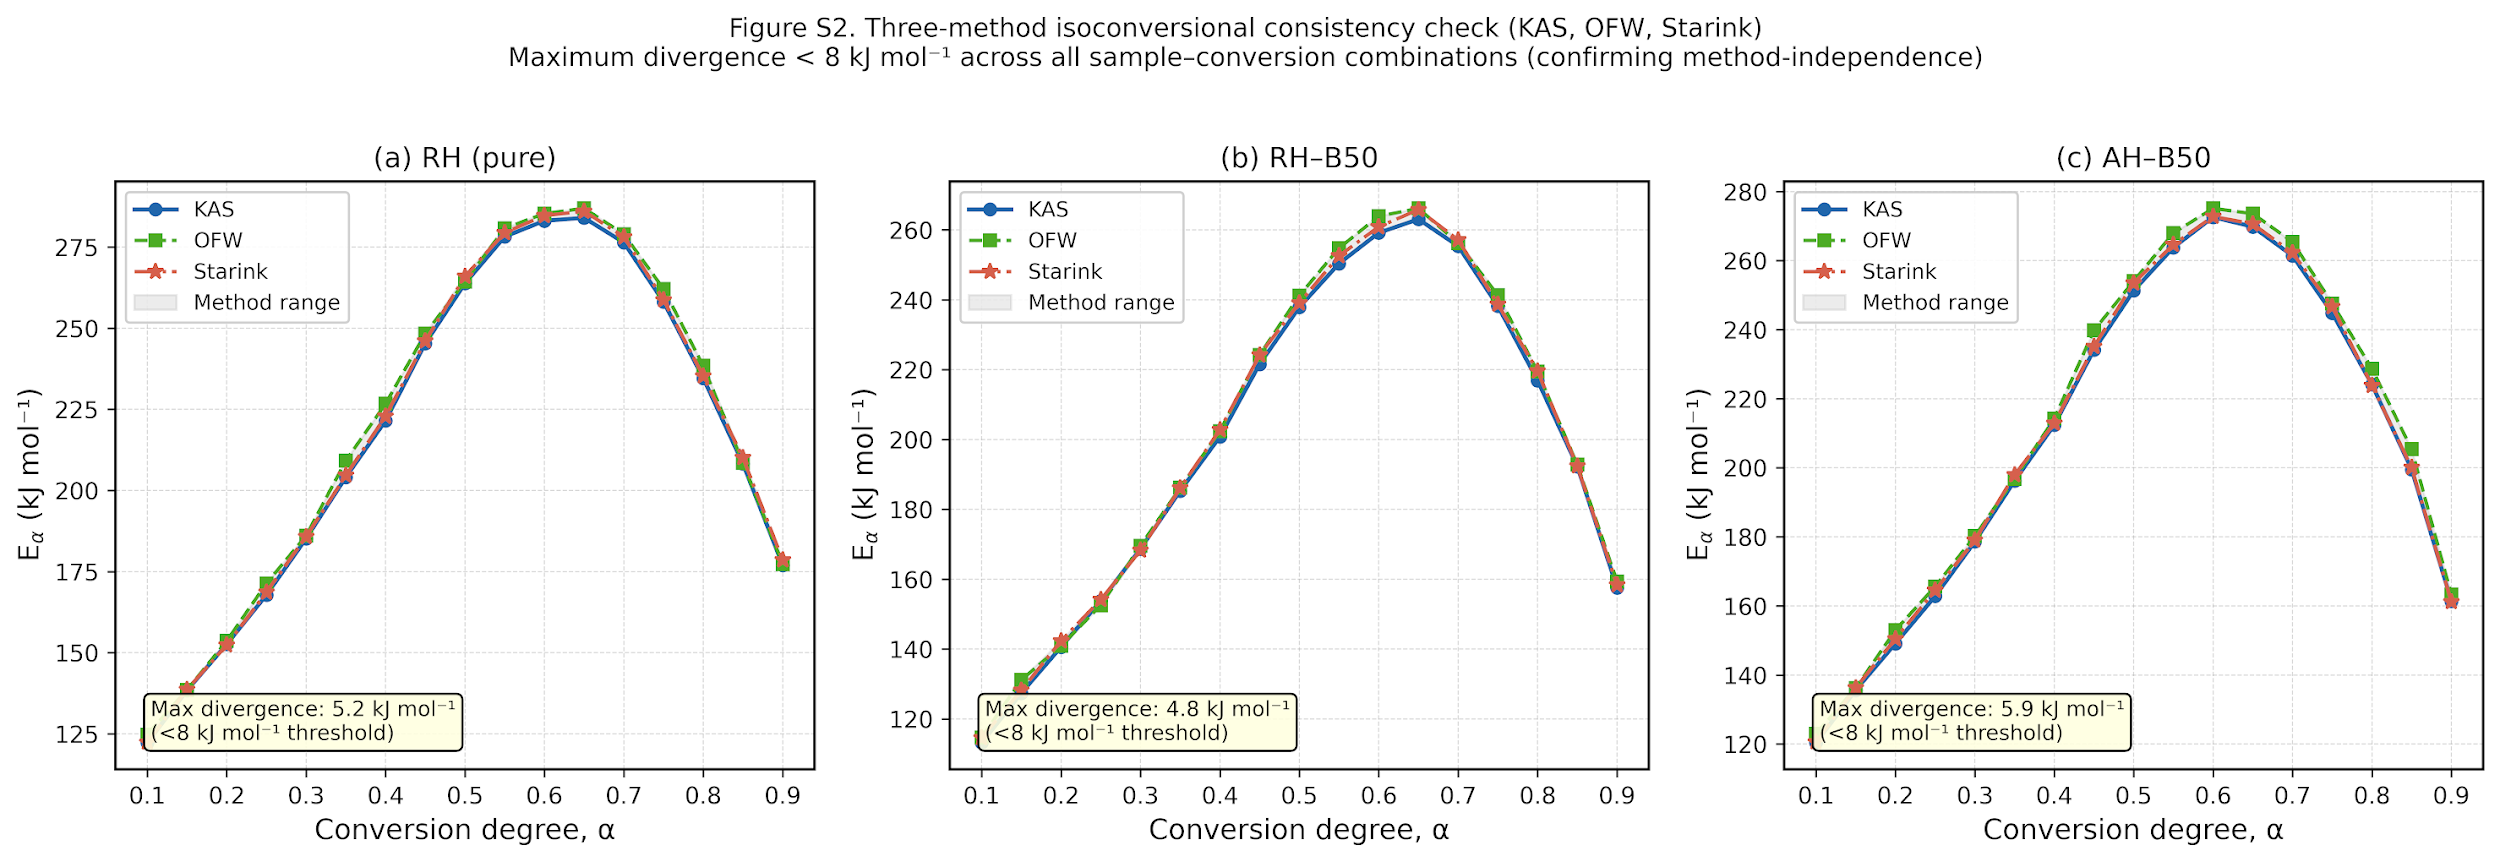 Figure S2. Three-method isoconversional consistency check (KAS, OFW, Starink)
Maximum divergence < 8 kJ mol⁻¹ across all sample–conversion combinations (confirming method-independence)
(a) RH (pure)
KAS
OFW
Starink
Method range
275
250
225
200
175
150
125
Eα (kJ mol⁻¹)
Max divergence: 5.2 kJ mol⁻¹
(<8 kJ mol⁻¹ threshold)
0.1 0.2 0.3 0.4 0.5 0.6 0.7 0.8 0.9
Conversion degree, α
(b) RH–B50
KAS
OFW
Starink
Method range
260
240
220
200
180
160
140
120
Eα (kJ mol⁻¹)
Max divergence: 4.8 kJ mol⁻¹
(<8 kJ mol⁻¹ threshold)
0.1 0.2 0.3 0.4 0.5 0.6 0.7 0.8 0.9
Conversion degree, α
(c) AH–B50
KAS
OFW
Starink
Method range
280
260
240
220
200
180
160
140
120
Eα (kJ mol⁻¹)
Max divergence: 5.9 kJ mol⁻¹
(<8 kJ mol⁻¹ threshold)
0.1 0.2 0.3 0.4 0.5 0.6 0.7 0.8 0.9
Conversion degree, α